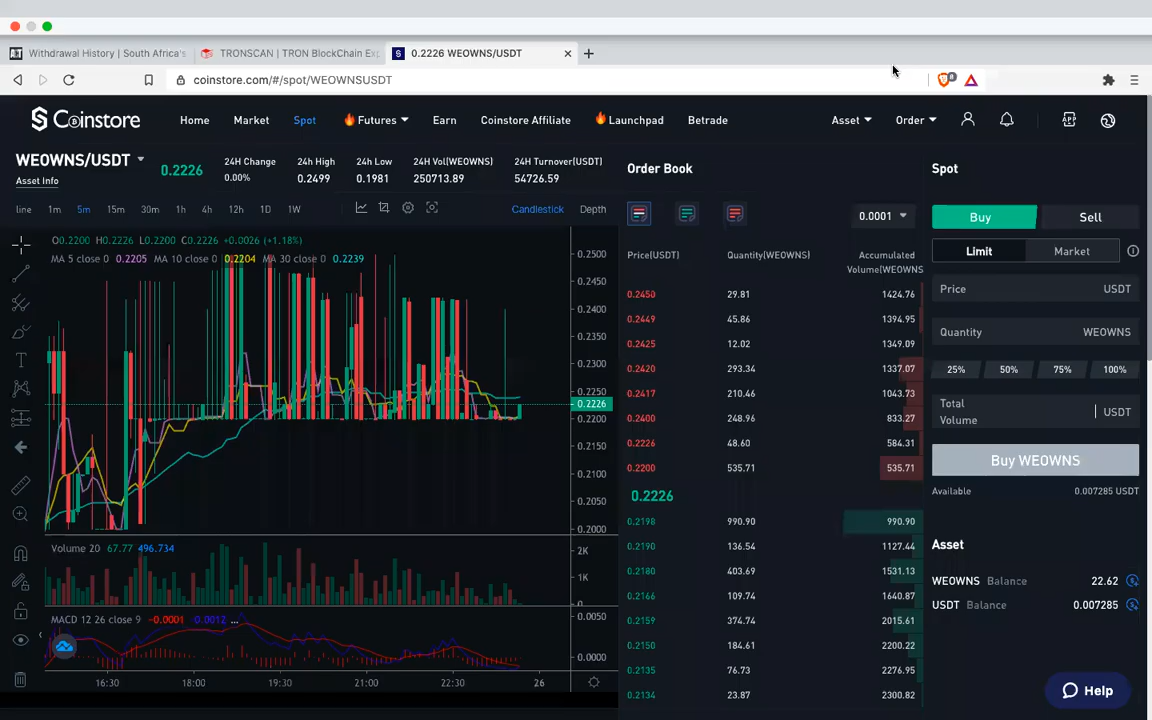 Withdrawal History | South Africa's
TRONSCAN | TRON BlockChain Exp
0.2226 WEOWNS/USDT
coinstore.com/#/spot/WEOWNSUSDT
Coinstore
Home
Market
Spot
Futures
Earn
Coinstore Affiliate
Launchpad
Betrade
Asset
Order
APP
WEOWNS/USDT
Asset Info
0.2226
24H Change
0.00%
24h High
0.2499
24h Low
0.1981
24H Vol(WEOWNS)
250713.89
24H Turnover(USDT)
54726.59
line 1m 5m 15m 30m 1h 4h 12h 1D 1W
Candlestick Depth
O0.2200 H0.2226 L0.2200 C0.2226 +0.0026 (+1.18%)
MA 5 close 0 0.2205 MA 10 close 0 0.2204 MA 30 close 0 0.2239
0.2500
0.2450
0.2400
0.2350
0.2300
0.2250
0.2226
0.2200
0.2150
0.2100
0.2050
0.2000
Volume 20 67.77 496.734
2K
1K
0
MACD 12 26 close 9 -0.0001 -0.0012 ...
0.0050
0.0000
16:30 18:00 19:30 21:00 22:30 26
Order Book
0.0001
Price(USDT) Quantity(WEOWNS) Accumulated
Volume(WEOWNS
0.2450 29.81 1424.76
0.2449 45.86 1394.95
0.2425 12.02 1349.09
0.2420 293.34 1337.07
0.2417 210.46 1043.73
0.2400 248.96 833.27
0.2226 48.60 584.31
0.2200 535.71 535.71
0.2226
0.2198 990.90 990.90
0.2190 136.54 1127.44
0.2180 403.69 1531.13
0.2166 109.74 1640.87
0.2159 374.74 2015.61
0.2150 184.61 2200.22
0.2135 76.73 2276.95
0.2134 23.87 2300.82
Spot
Buy Sell
Limit Market
Price USDT
Quantity WEOWNS
25% 50% 75% 100%
Total
Volume
USDT
Buy WEOWNS
Available 0.007285 USDT
Asset
WEOWNS Balance 22.62
USDT Balance 0.007285
Help